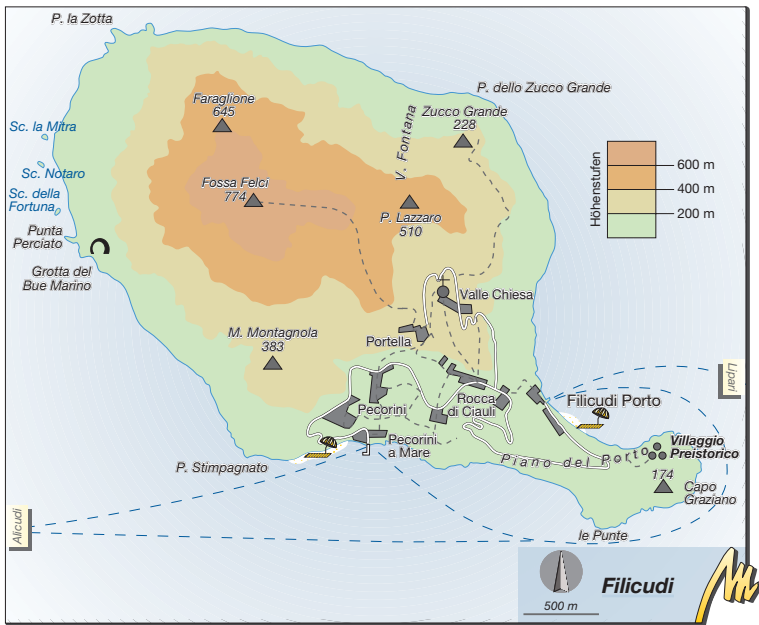 P. la Zotta
P. dello Zucco Grande
Faraglione
645
V. Fontana
Zucco Grande
228
Sc. la Mitra
Sc. Notaro
Sc. della
Fortuna
Fossa Felci
774
P. Lazzaro
510
Höhenstufen
600 m
400 m
200 m
Punta
Perciato
Grotta del
Bue Marino
Valle Chiesa
M. Montagnola
383
Portella
Lipari
Pecorini
Rocca
di Ciauli
Filicudi Porto
Pecorini
a Mare
Villaggio
Preistorico
Piano del Porto
P. Stimpagnato
174
Capo
Graziano
Alicudi
le Punte
Filicudi
500 m